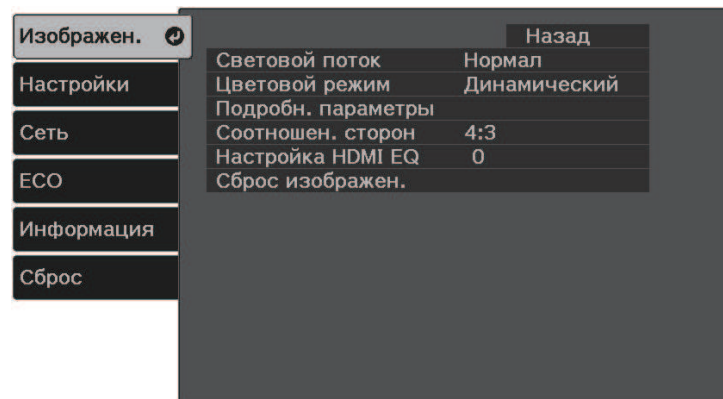 Изображен.
Настройки
Сеть
ECO
Информация
Сброс
Назад
Световой поток Нормал
Цветовой режим Динамический
Подробн. параметры
Соотношен. сторон 4:3
Настройка HDMI EQ 0
Сброс изображен.